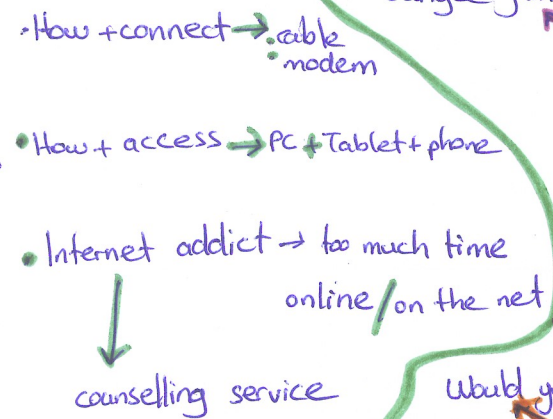 • How + connect → • cable
• modem
• How + access → PC + Tablet + phone
• Internet addict → too much time
online / on the net
↓
counselling service
Would